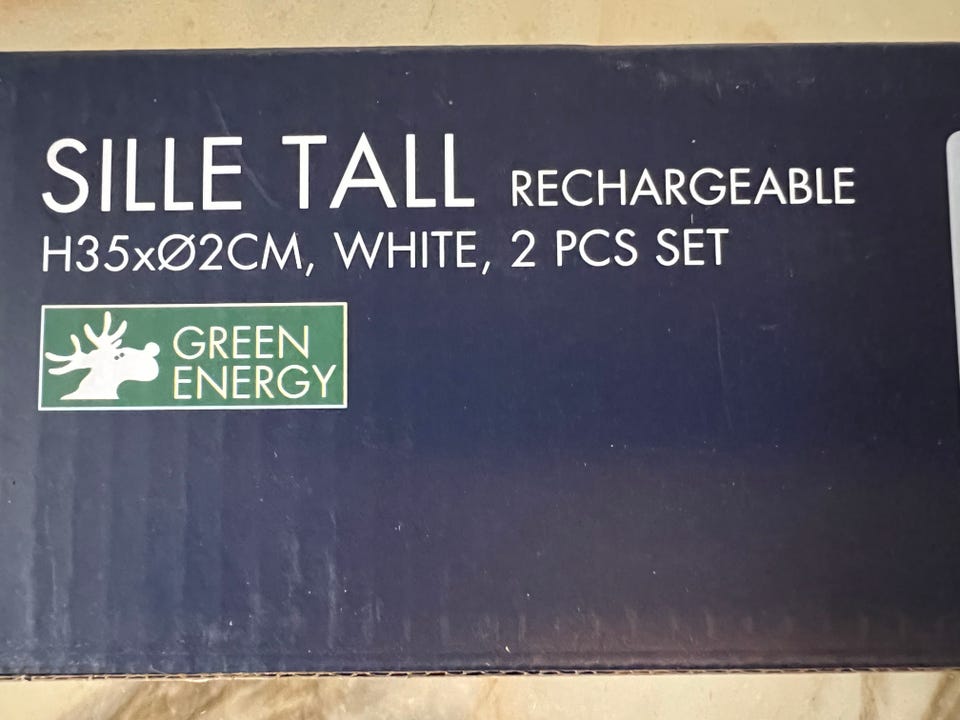 SILLE TALL RECHARGEABLE
H35xØ2CM, WHITE, 2 PCS SET
GREEN
ENERGY